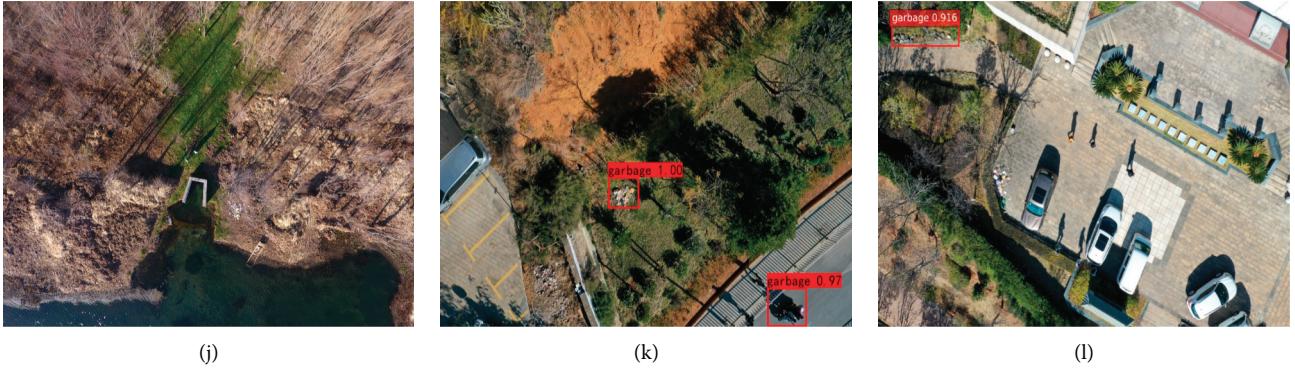 garbage 0.916
garbage 1.00
garbage 0.97
(j)
(k)
(l)